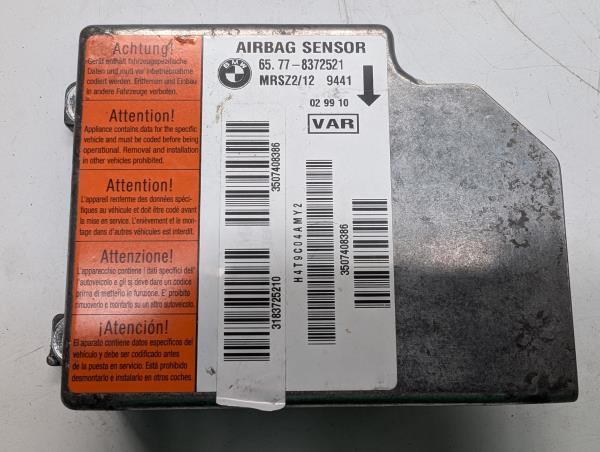 Achtung!
Gerät enthält fahrzeugspezifische
Daten und muß vor Inbetriebnahme
codiert werden. Entfernen und Einbau
in andere Fahrzeuge verboten.
Attention!
Appliance contains data for the specific
vehicle and must be coded before being
operational. Removal and installation
in other vehicles prohibited.
Attention!
L'appareil renferme des données spéci-
fiques au véhicule et doit être codé avant
la mise en service. L'enlèvement et le mon-
tage dans d'autres véhicules est interdit.
Attenzione!
L'apparecchio contiene i dati specifici dell'
autoveicolo e gli si deve dare un codice
prima di metterlo in funzione. E' proibito
rimuoverlo e montarlo su un altro autoveicolo.
¡Atención!
El aparato contiene datos específicos del
vehículo y debe ser codificado antes
de la puesta en servicio. Está prohibido
desmontarlo e instalarlo en otros coches.
AIRBAG SENSOR
BMW
65.77-8372521
MRSZ2/12 9441
02 99 10
VAR
3507408386
3183725210
H4T9C04AMY2
3507408386